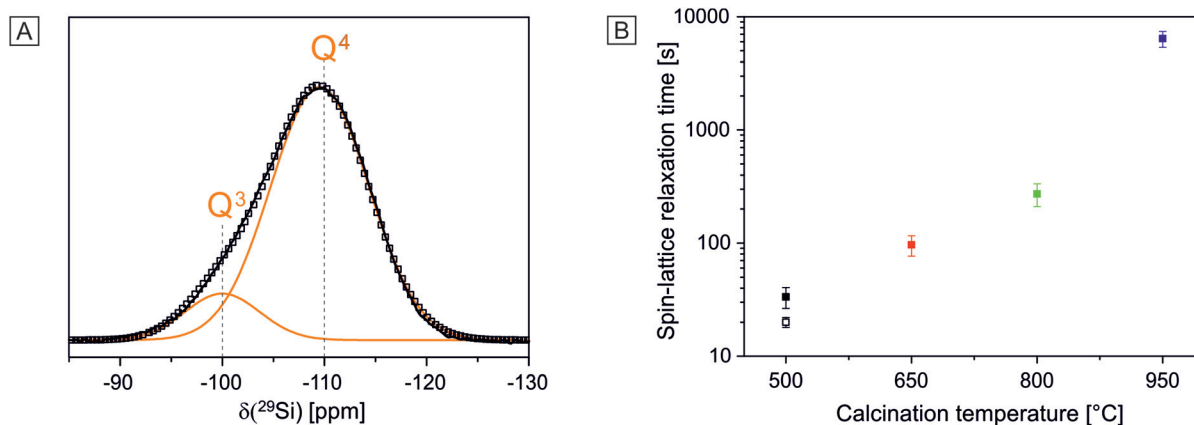 A
Q⁴
Q³
-90 -100 -110 -120 -130
δ(²⁹Si) [ppm]
B
Spin-lattice relaxation time [s]
10000
1000
100
10
500 650 800 950
Calcination temperature [°C]